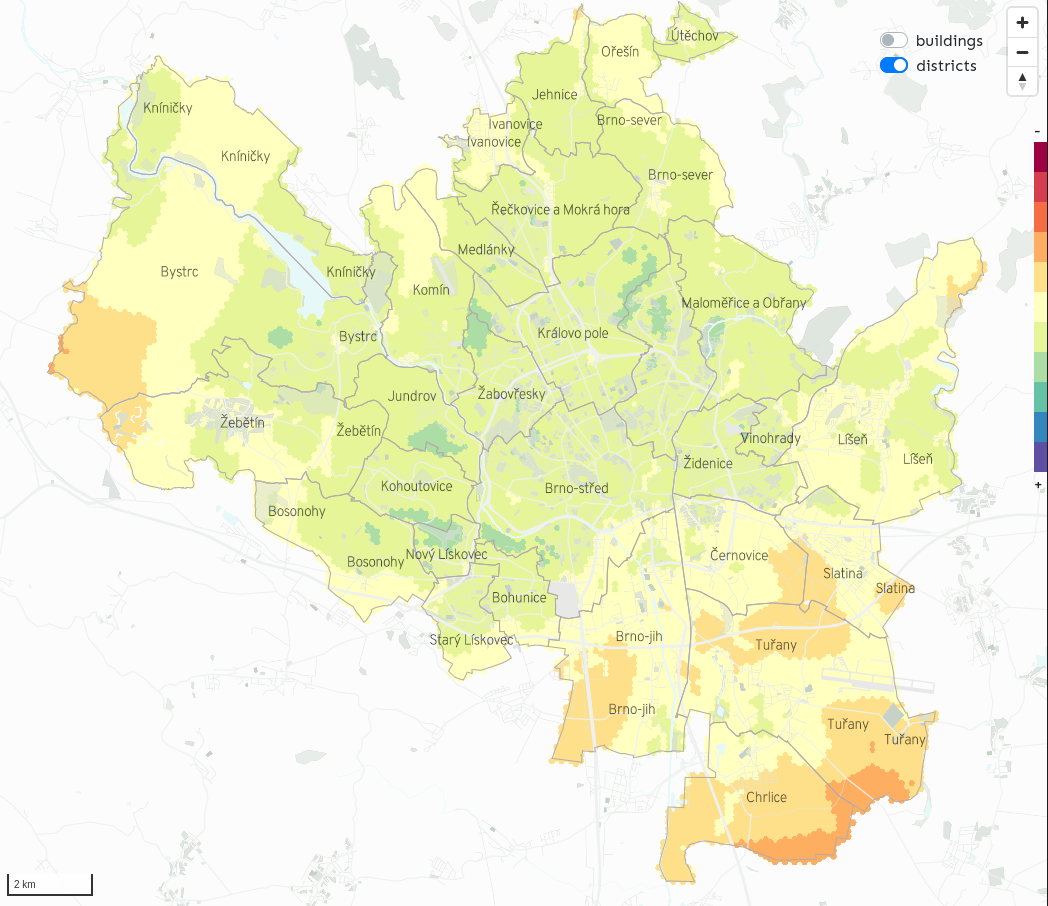 Útěchov
Ořešín
buildings
districts
+
−
-
Jehnice
Kníničky
Ivanovice
Brno-sever
Ivanovice
Kníničky
Brno-sever
Řečkovice a Mokrá hora
Medlánky
Bystrc
Kníničky
Komín
Maloměřice a Obřany
Bystrc
Královo pole
Jundrov
Žabovřesky
Žebětín
Žebětín
Vinohrady
Líšeň
Líšeň
Židenice
Kohoutovice
Brno-střed
+
Bosonohy
Nový Lískovec
Černovice
Bosonohy
Slatina
Slatina
Bohunice
Starý Lískovec
Brno-jih
Tuřany
Brno-jih
Tuřany
Tuřany
Chrlice
2 km